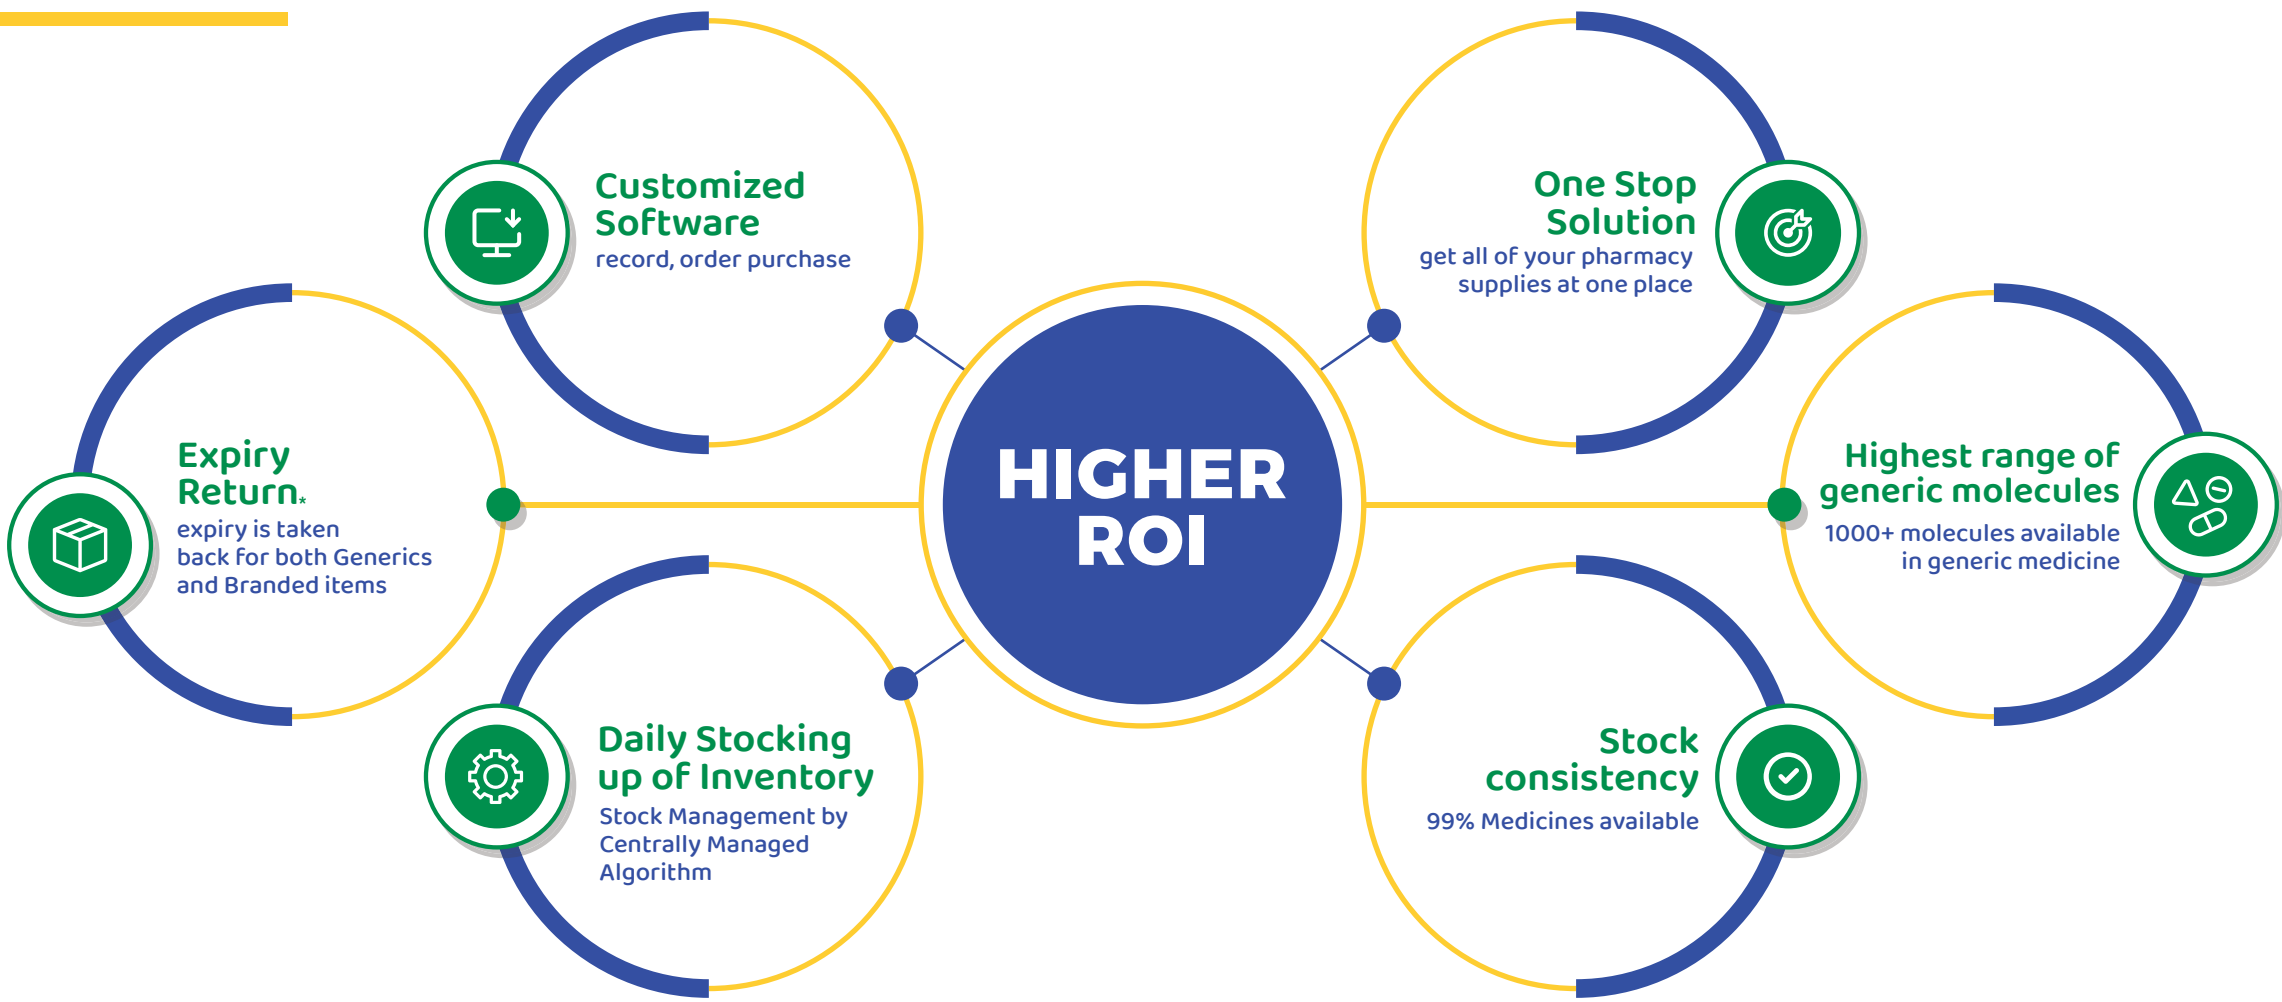 Customized
Software
record, order purchase
One Stop
Solution
get all of your pharmacy
supplies at one place
Expiry
Return*
expiry is taken
back for both Generics
and Branded items
HIGHER
ROI
Highest range of
generic molecules
1000+ molecules available
in generic medicine
Daily Stocking
up of Inventory
Stock Management by
Centrally Managed
Algorithm
Stock
consistency
99% Medicines available